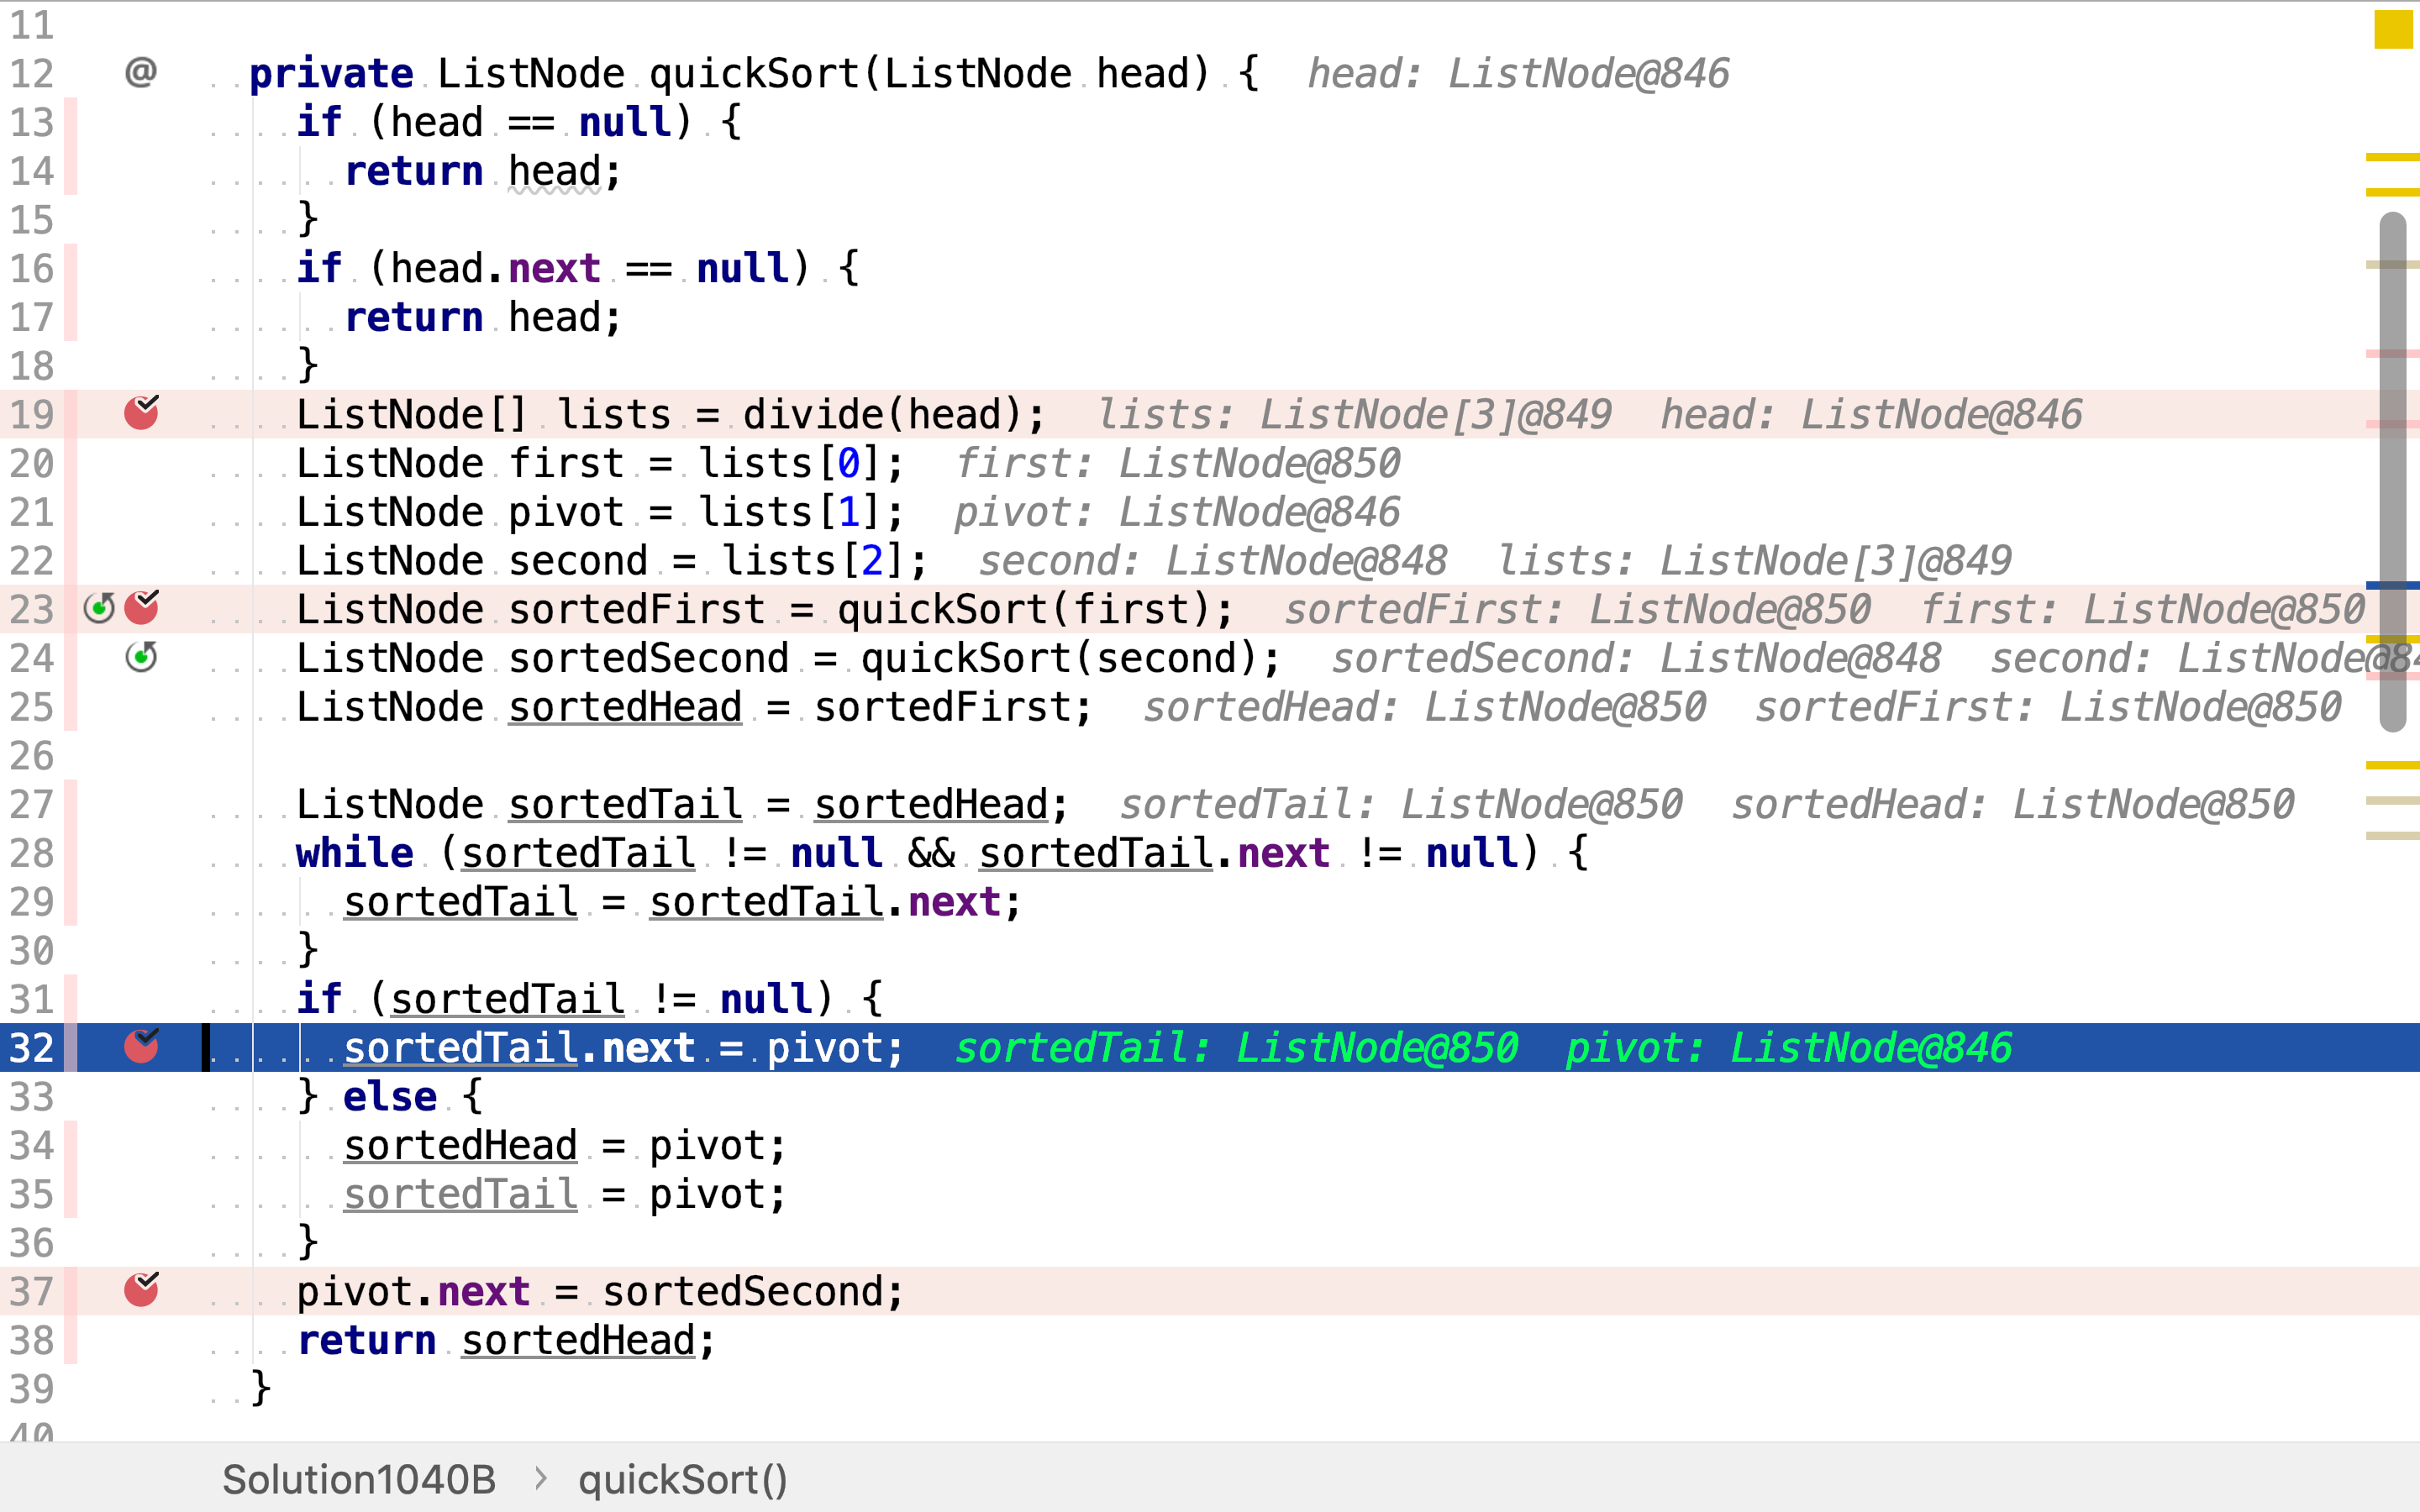 11
12 @ private ListNode quickSort(ListNode head) { head: ListNode@846
13 if (head == null) {
14 return head;
15 }
16 if (head.next == null) {
17 return head;
18 }
19 ListNode[] lists = divide(head); lists: ListNode[3]@849 head: ListNode@846
20 ListNode first = lists[0]; first: ListNode@850
21 ListNode pivot = lists[1]; pivot: ListNode@846
22 ListNode second = lists[2]; second: ListNode@848 lists: ListNode[3]@849
23 ListNode sortedFirst = quickSort(first); sortedFirst: ListNode@850 first: ListNode@850
24 ListNode sortedSecond = quickSort(second); sortedSecond: ListNode@848 second: ListNode@84
25 ListNode sortedHead = sortedFirst; sortedHead: ListNode@850 sortedFirst: ListNode@850
26
27 ListNode sortedTail = sortedHead; sortedTail: ListNode@850 sortedHead: ListNode@850
28 while (sortedTail != null && sortedTail.next != null) {
29 sortedTail = sortedTail.next;
30 }
31 if (sortedTail != null) {
32 sortedTail.next = pivot; sortedTail: ListNode@850 pivot: ListNode@846
33 } else {
34 sortedHead = pivot;
35 sortedTail = pivot;
36 }
37 pivot.next = sortedSecond;
38 return sortedHead;
39 }
40
Solution1040B › quickSort()